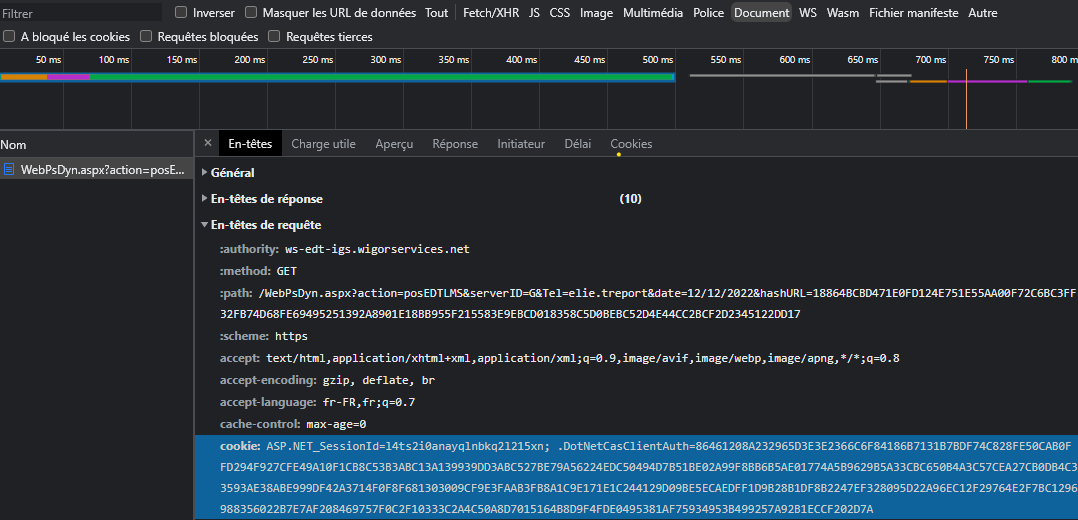 Filtrer Inverser Masquer les URL de données Tout Fetch/XHR JS CSS Image Multimédia Police Document WS Wasm Fichier manifeste Autre
A bloqué les cookies Requêtes bloquées Requêtes tierces
50 ms 100 ms 150 ms 200 ms 250 ms 300 ms 350 ms 400 ms 450 ms 500 ms 550 ms 600 ms 650 ms 700 ms 750 ms 800 m
Nom
WebPsDyn.aspx?action=posE...
× En-têtes Charge utile Aperçu Réponse Initiateur Délai Cookies
Général
En-têtes de réponse (10)
En-têtes de requête
:authority: ws-edt-igs.wigorservices.net
:method: GET
:path: /WebPsDyn.aspx?action=posEDTLMS&serverID=G&Tel=elie.treport&date=12/12/2022&hashURL=18864BCBD471E0FD124E751E55AA00F72C6BC3FF
32FB74D68FE69495251392A8901E18BB955F215583E9EBCD018358C5D0BEBC52D4E44CC2BCF2D2345122DD17
:scheme: https
accept: text/html,application/xhtml+xml,application/xml;q=0.9,image/avif,image/webp,image/apng,*/*;q=0.8
accept-encoding: gzip, deflate, br
accept-language: fr-FR,fr;q=0.7
cache-control: max-age=0
cookie: ASP.NET_SessionId=l4ts2i0anayqlnbkq2l215xn; .DotNetCasClientAuth=86461208A232965D3E3E2366C6F84186B7131B7BDF74C828FE50CAB0F
FD294F927CFE49A10F1CB8C53B3ABC13A139939DD3ABC527BE79A56224EDC50494D7B51BE02A99F8BB6B5AE01774A5B9629B5A33CBC650B4A3C57CEA27CB0DB4C3
3593AE38ABE999DF42A3714F0F8F681303009CF9E3FAAB3FB8A1C9E171E1C244129D09BE5ECAEDFF1D9B28B1DF8B2247EF328095D22A96EC12F29764E2F7BC1296
988356022B7E7AF208469757F0C2F10333C2A4C50A8D7015164B8D9F4FDE0495381AF75934953B499257A92B1ECCF202D7A